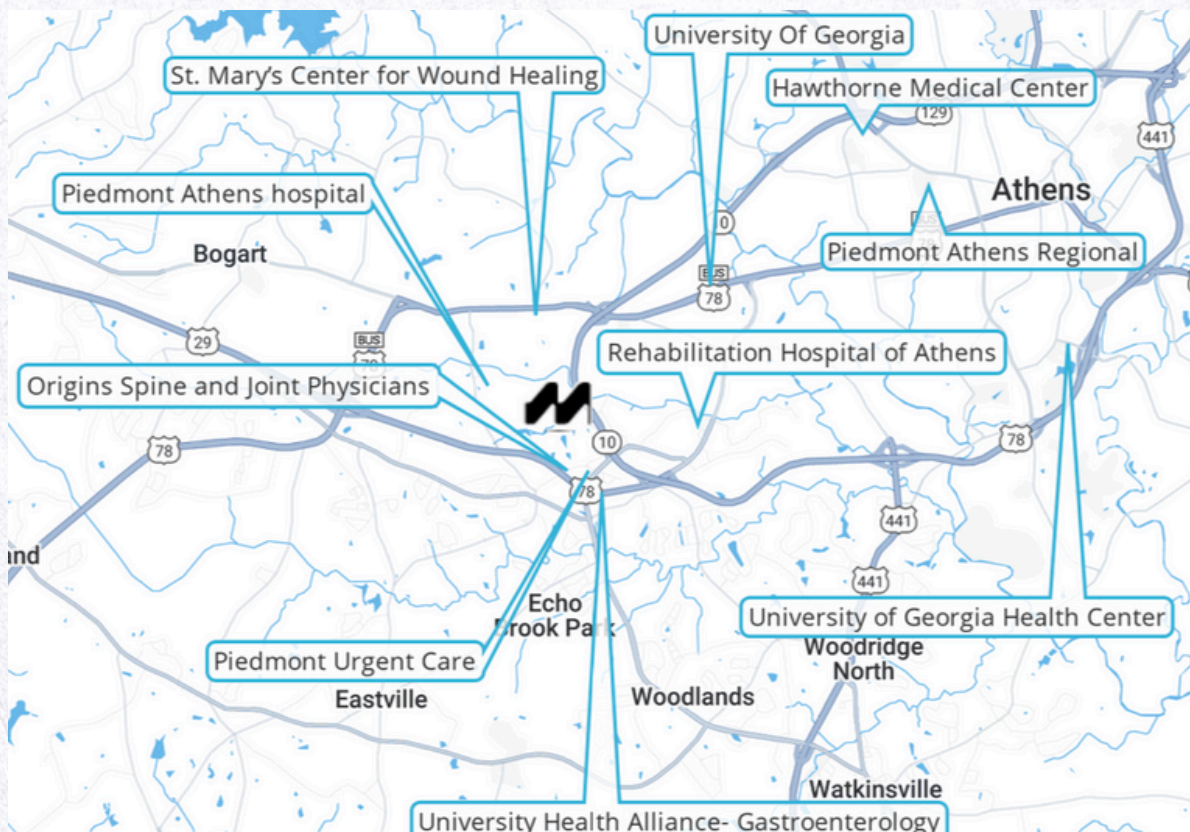 University Of Georgia
St. Mary's Center for Wound Healing
Hawthorne Medical Center
129
441
Piedmont Athens hospital
Athens
BUS
78
Bogart
0
Piedmont Athens Regional
BUS
78
29
BUS
78
Rehabilitation Hospital of Athens
Origins Spine and Joint Physicians
78
10
78
78
441
441
Echo
Brook Park
University of Georgia Health Center
Woodridge
North
Piedmont Urgent Care
Eastville
Woodlands
Watkinsville
University Health Alliance- Gastroenterology